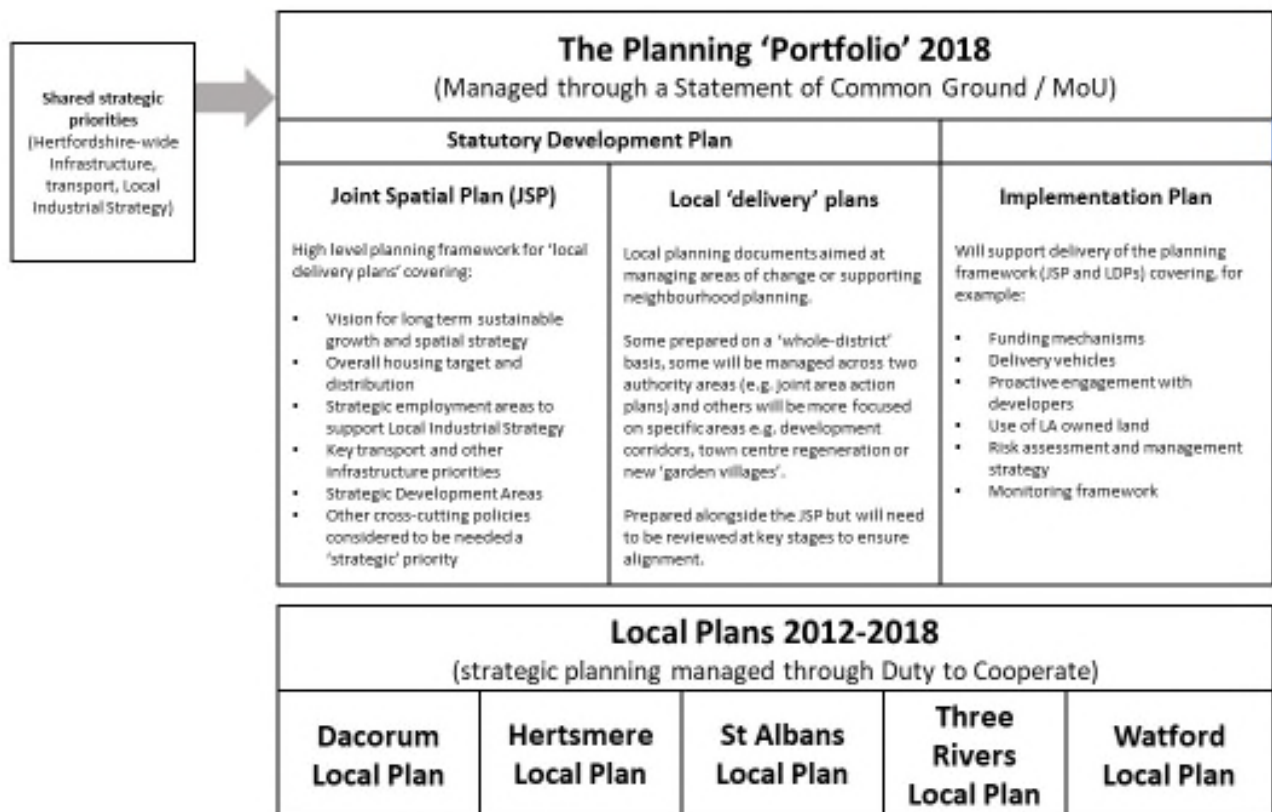 Shared strategic
priorities
(Hertfordshire-wide
Infrastructure,
transport, Local
Industrial Strategy)
The Planning ‘Portfolio’ 2018
(Managed through a Statement of Common Ground / MoU)
Statutory Development Plan
Joint Spatial Plan (JSP)
High level planning framework for ‘local
delivery plans’ covering:
▪ Vision for long term sustainable
growth and spatial strategy
▪ Overall housing target and
distribution
▪ Strategic employment areas to
support Local Industrial Strategy
▪ Key transport and other
infrastructure priorities
▪ Strategic Development Areas
▪ Other cross-cutting policies
considered to be needed a
‘strategic’ priority
Local ‘delivery’ plans
Local planning documents aimed at
managing areas of change or supporting
neighbourhood planning.
Some prepared on a ‘whole-district’
basis, some will be managed across two
authority areas (e.g. joint area action
plans) and others will be more focused
on specific areas e.g. development
corridors, town centre regeneration or
new ‘garden villages’.
Prepared alongside the JSP but will need
to be reviewed at key stages to ensure
alignment.
Implementation Plan
Will support delivery of the planning
framework (JSP and LDPs) covering, for
example:
▪ Funding mechanisms
▪ Delivery vehicles
▪ Proactive engagement with
developers
▪ Use of LA owned land
▪ Risk assessment and management
strategy
▪ Monitoring framework
Local Plans 2012-2018
(strategic planning managed through Duty to Cooperate)
Dacorum
Local Plan
Hertsmere
Local Plan
St Albans
Local Plan
Three
Rivers
Local Plan
Watford
Local Plan